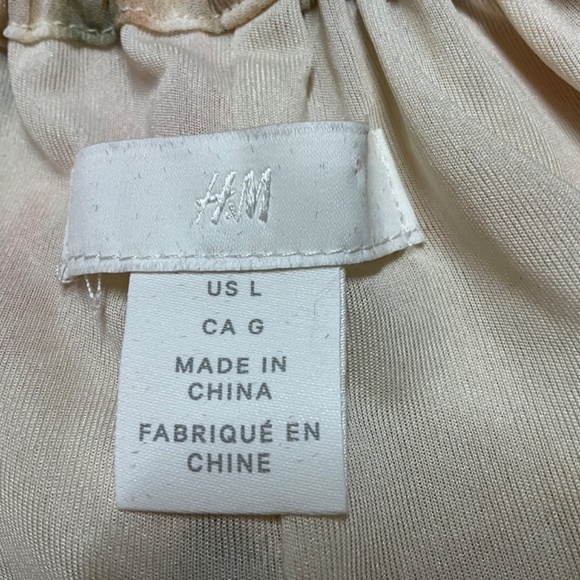 H&M
US L
CA G
MADE IN
CHINA
FABRIQUÉ EN
CHINE